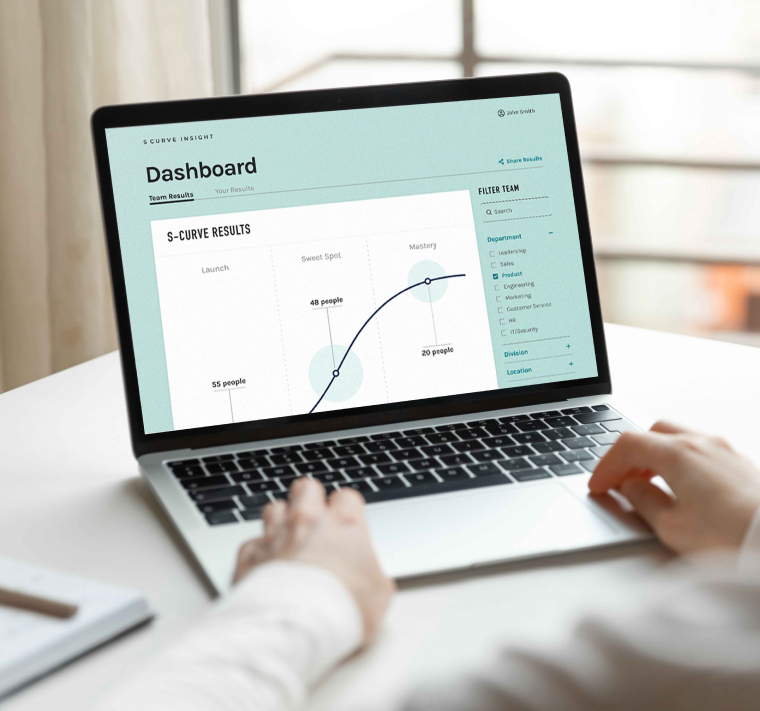 S CURVE INSIGHT
John Smith
Dashboard
Share Results
Team Results
Your Results
S-CURVE RESULTS
Launch
Sweet Spot
Mastery
48 people
55 people
20 people
FILTER TEAM
Search
Department
Leadership
Sales
Product
Engineering
Marketing
Customer Service
HR
IT/Security
Division
Location